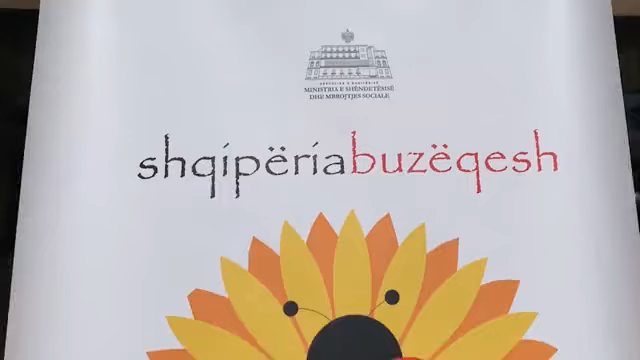 MINISTRIA E SHËNDETËSISË
DHE MBROJTJES SOCIALE
shqipëriabuzëqesh